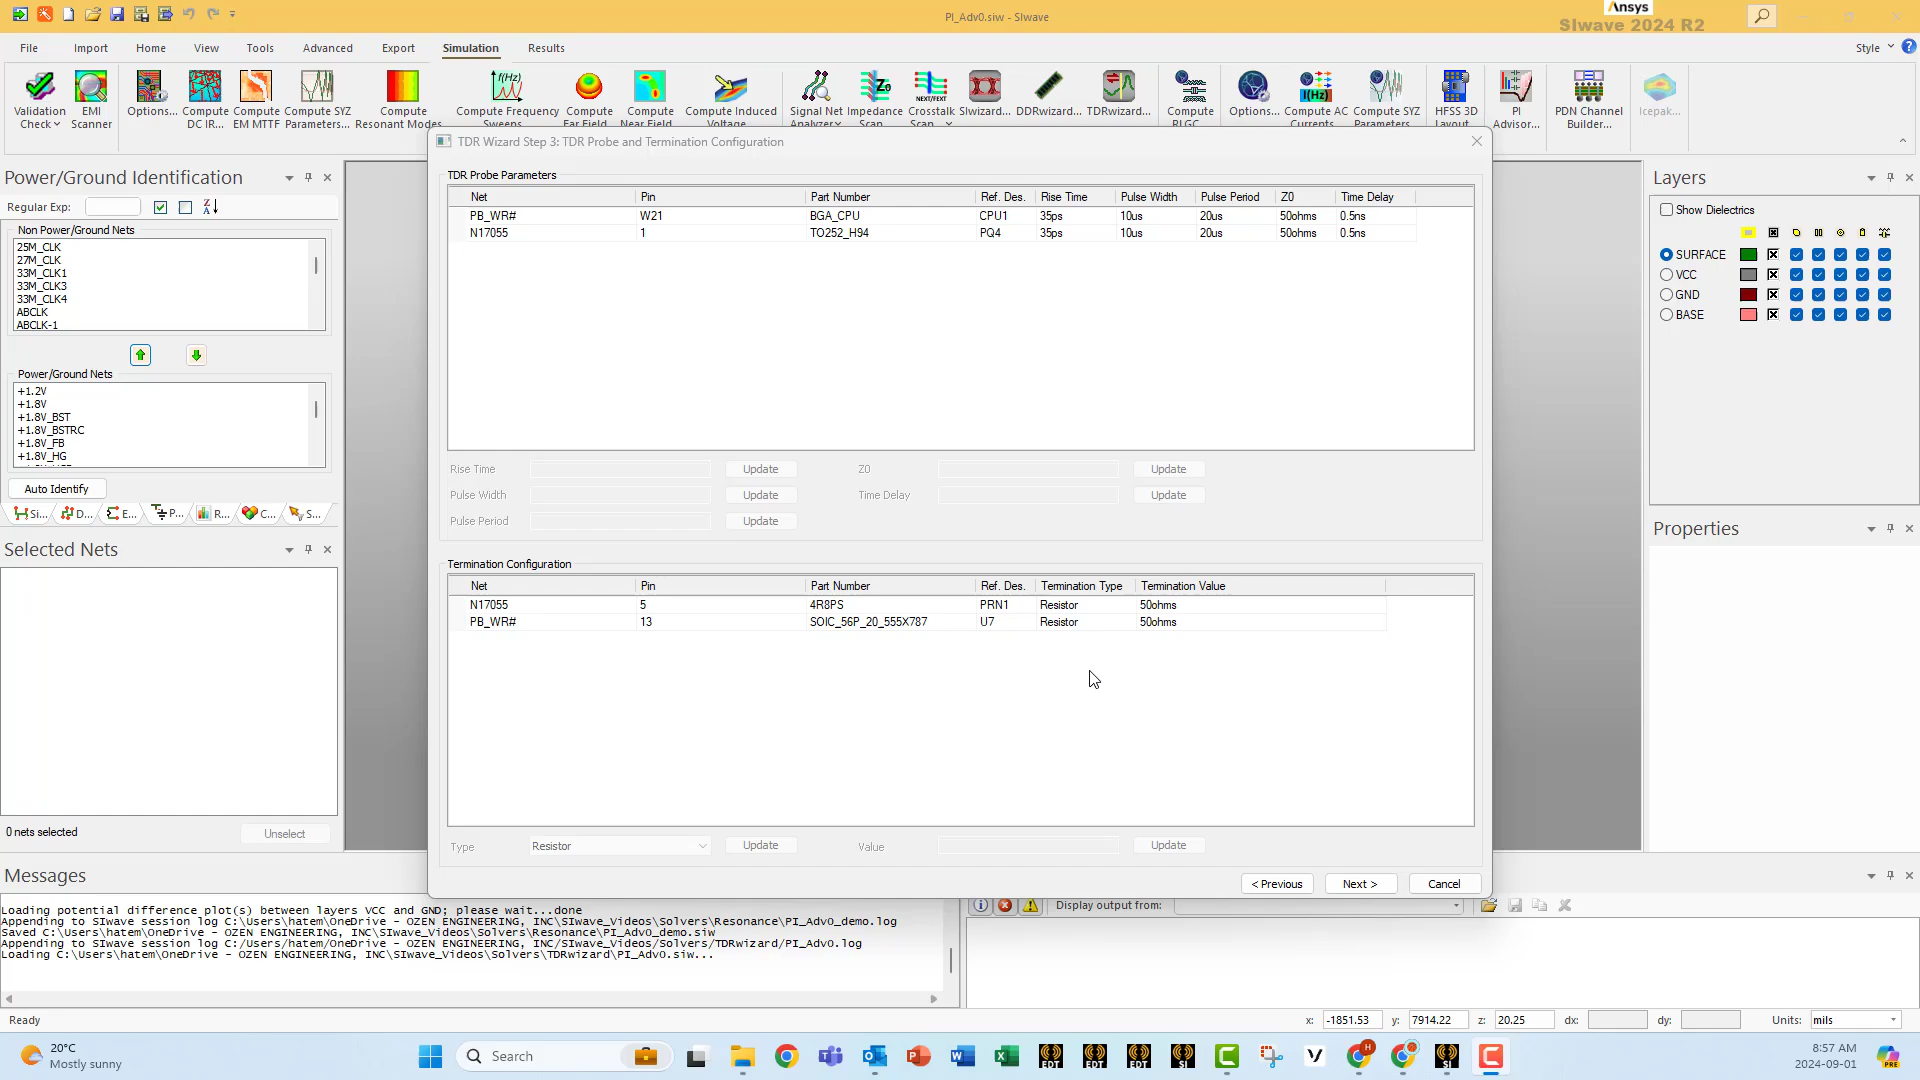 PI_Adv0.siw - SIwave
Ansys
SIwave 2024 R2
File Import Home View Tools Advanced Export Simulation Results
Style
Validation Check
EMI Scanner
Options...
Compute DC IR...
Compute EM MTTF
Compute SYZ Parameters...
Compute Resonant Modes
Compute Frequency Sweeps
Compute Far Field
Compute Near Field
Compute Induced Voltage
Signal Net Analyzer
Impedance Scan
Crosstalk Scan
SIwizard...
DDRwizard...
TDRwizard...
Compute RLGC
Options...
Compute AC Currents
Compute SYZ Parameters
HFSS 3D Layout
PI Advisor...
PDN Channel Builder...
Icepak...
Power/Ground Identification
Regular Exp:
Non Power/Ground Nets
25M_CLK
27M_CLK
33M_CLK1
33M_CLK3
33M_CLK4
ABCLK
ABCLK-1
Power/Ground Nets
+1.2V
+1.8V
+1.8V_BST
+1.8V_BSTRC
+1.8V_FB
+1.8V_HG
Auto Identify
Si... D... E... P... R... C... S...
Selected Nets
0 nets selected
Unselect
TDR Wizard Step 3: TDR Probe and Termination Configuration
TDR Probe Parameters
Net Pin Part Number Ref. Des. Rise Time Pulse Width Pulse Period Z0 Time Delay
PB_WR# W21 BGA_CPU CPU1 35ps 10us 20us 50ohms 0.5ns
N17055 1 TO252_H94 PQ4 35ps 10us 20us 50ohms 0.5ns
Rise Time Update Z0 Update
Pulse Width Update Time Delay Update
Pulse Period Update
Termination Configuration
Net Pin Part Number Ref. Des. Termination Type Termination Value
N17055 5 4R8PS PRN1 Resistor 50ohms
PB_WR# 13 SOIC_56P_20_555X787 U7 Resistor 50ohms
Type Resistor Update Value Update
< Previous Next > Cancel
Layers
Show Dielectrics
SURFACE
VCC
GND
BASE
Properties
Messages
Loading potential difference plot(s) between layers VCC and GND; please wait...done
Appending to SIwave session log C:\Users\hatem\OneDrive - OZEN ENGINEERING, INC\SIwave_Videos\Solvers\Resonance\PI_Adv0_demo.log
Saved C:\Users\hatem\OneDrive - OZEN ENGINEERING, INC\SIwave_Videos\Solvers\Resonance\PI_Adv0_demo.siw
Appending to SIwave session log C:/Users/hatem/OneDrive - OZEN ENGINEERING, INC/SIwave_Videos/Solvers/TDRwizard/PI_Adv0.log
Loading C:\Users\hatem\OneDrive - OZEN ENGINEERING, INC\SIwave_Videos\Solvers\TDRwizard\PI_Adv0.siw...
Display output from:
Ready
x: -1851.53 y: 7914.22 z: 20.25 dx: dy: Units: mils
20°C
Mostly sunny
Search
8:57 AM
2024-09-01